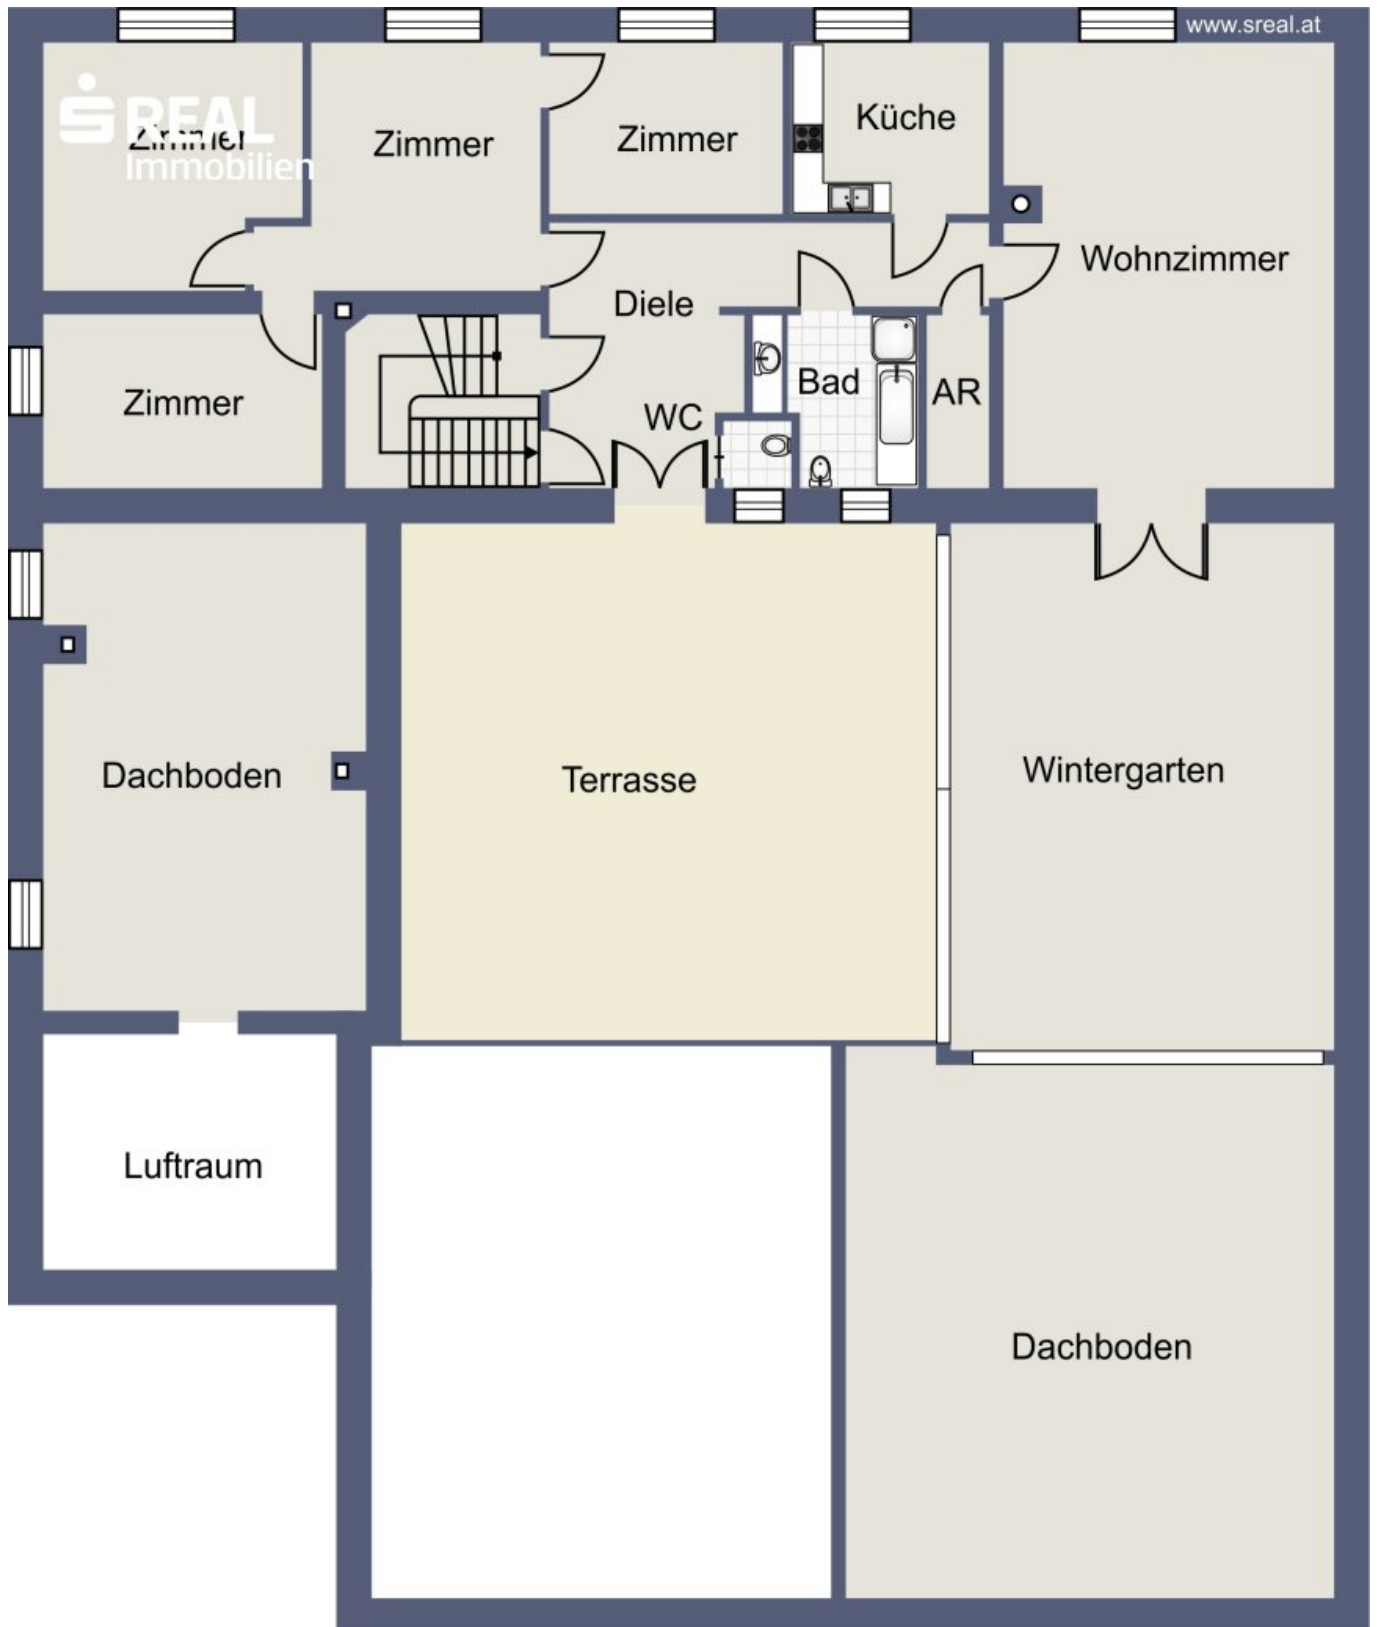 www.sreal.at
REAL
Immobilien
Zimmer
Zimmer
Zimmer
Küche
Wohnzimmer
Diele
Zimmer
WC
Bad
AR
Dachboden
Terrasse
Wintergarten
Luftraum
Dachboden